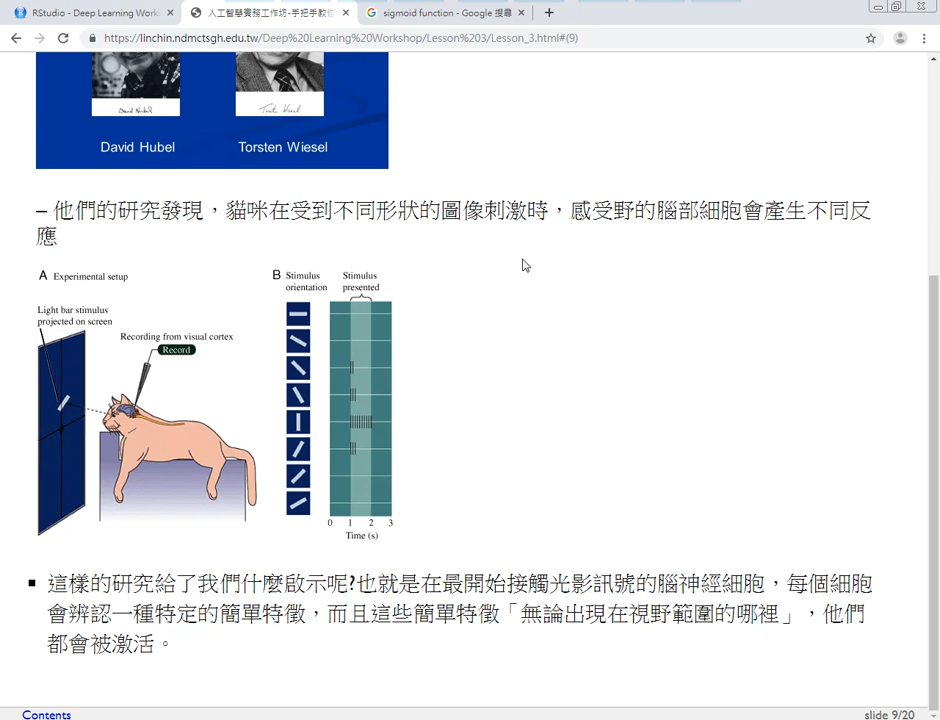 RStudio - Deep Learning Work
人工智慧實務工作坊-手把手教你
sigmoid function - Google 搜尋
https://linchin.ndmctsgh.edu.tw/Deep%20Learning%20Workshop/Lesson%203/Lesson_3.html#(9)
David Hubel
Torsten Wiesel
– 他們的研究發現，貓咪在受到不同形狀的圖像刺激時，感受野的腦部細胞會產生不同反
應
A Experimental setup
Light bar stimulus
projected on screen
Recording from visual cortex
Record
B Stimulus
orientation
Stimulus
presented
0 1 2 3
Time (s)
▪ 這樣的研究給了我們什麼啟示呢?也就是在最開始接觸光影訊號的腦神經細胞，每個細胞
會辨認一種特定的簡單特徵，而且這些簡單特徵「無論出現在視野範圍的哪裡」，他們
都會被激活。
Contents
slide 9/20